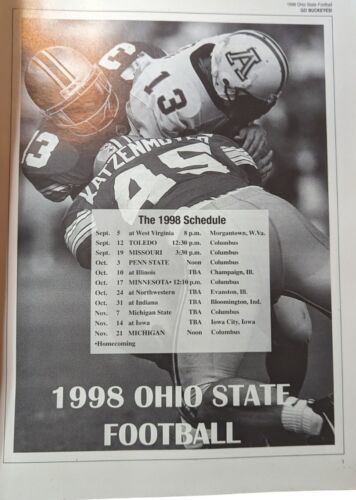 1998 Ohio State Football
GO BUCKEYES!
A
13
3
KATZENMOYER
45
The 1998 Schedule
Sept. 5 at West Virginia 8 p.m. Morgantown, W.Va.
Sept. 12 TOLEDO 12:30 p.m. Columbus
Sept. 19 MISSOURI 3:30 p.m. Columbus
Oct. 3 PENN STATE Noon Columbus
Oct. 10 at Illinois TBA Champaign, Ill.
Oct. 17 MINNESOTA• 12:10 p.m. Columbus
Oct. 24 at Northwestern TBA Evanston, Ill.
Oct. 31 at Indiana TBA Bloomington, Ind.
Nov. 7 Michigan State TBA Columbus
Nov. 14 at Iowa TBA Iowa City, Iowa
Nov. 21 MICHIGAN Noon Columbus
•Homecoming
1998 OHIO STATE
FOOTBALL